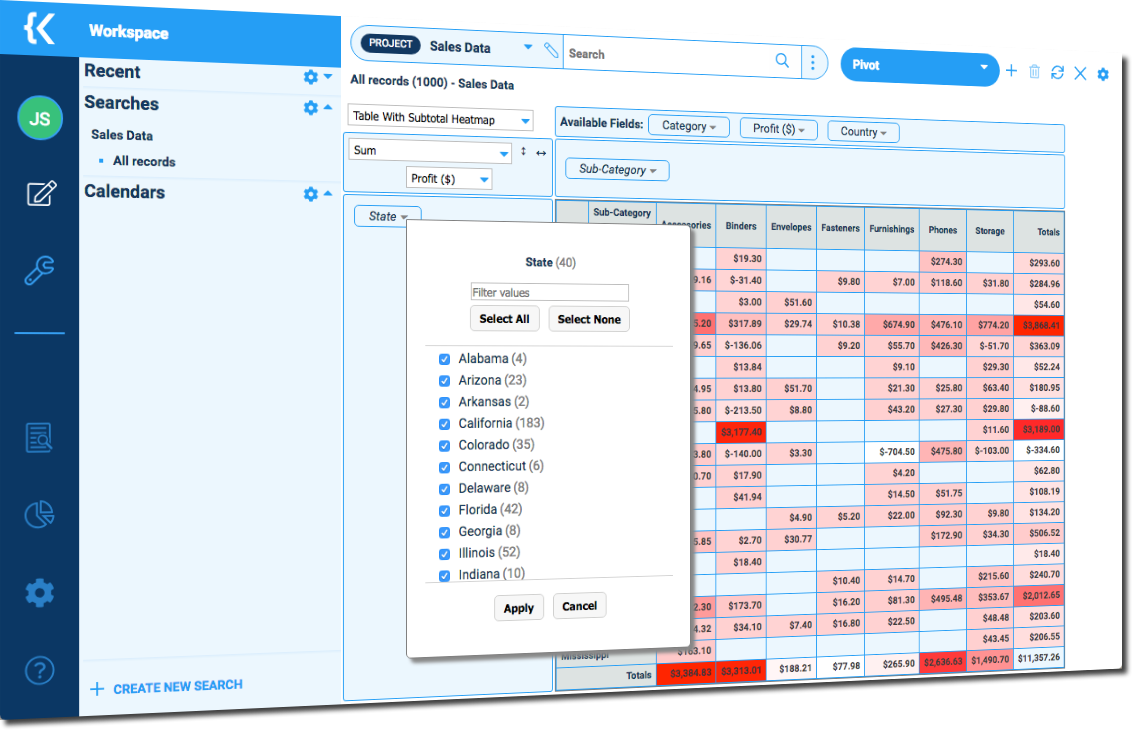 Workspace
PROJECT Sales Data Search
Pivot
Recent
Searches
Sales Data
All records
Calendars
JS
CREATE NEW SEARCH
All records (1000) - Sales Data
Table With Subtotal Heatmap
Sum
Profit ($)
Available Fields: Category Profit ($) Country
Sub-Category
State
State (40)
Filter values
Select All Select None
Alabama (4)
Arizona (23)
Arkansas (2)
California (183)
Colorado (35)
Connecticut (6)
Delaware (8)
Florida (42)
Georgia (8)
Illinois (52)
Indiana (10)
Apply Cancel
Sub-Category Binders Envelopes Fasteners Furnishings Phones Storage Totals
$19.30 $274.30 $293.60
9.16 $-31.40 $9.80 $7.00 $118.60 $31.80 $284.96
$3.00 $51.60 $54.60
5.20 $317.89 $29.74 $10.38 $674.90 $476.10 $774.20 $3,868.41
9.65 $-136.06 $9.20 $55.70 $426.30 $-51.70 $363.09
$13.84 $9.10 $29.30 $52.24
4.95 $13.80 $51.70 $21.30 $25.80 $63.40 $180.95
5.80 $-213.50 $8.80 $43.20 $27.30 $29.80 $-88.60
$3,177.40 $11.60 $3,189.00
3.80 $-140.00 $3.30 $-704.50 $475.80 $-103.00 $-334.60
0.70 $17.90 $4.20 $62.80
$41.94 $14.50 $51.75 $108.19
$4.90 $5.20 $22.00 $92.30 $9.80 $134.20
5.85 $2.70 $30.77 $172.90 $34.30 $506.52
$18.40 $18.40
$10.40 $14.70 $215.60 $240.70
2.30 $173.70 $16.20 $81.30 $495.48 $353.67 $2,012.65
4.32 $34.10 $7.40 $16.80 $22.50 $48.48 $203.60
Mississippi $163.10 $43.45 $206.55
Totals $3,384.83 $3,313.01 $188.21 $77.98 $265.90 $2,636.63 $1,490.70 $11,357.26